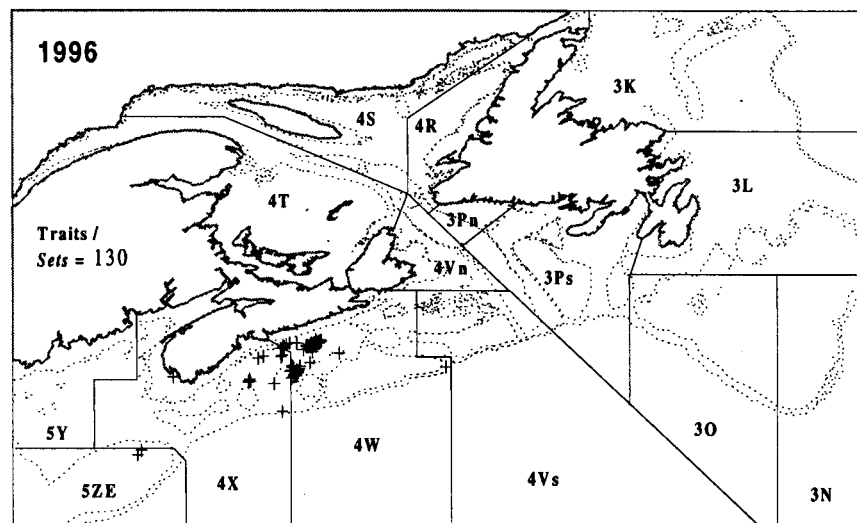 1996
3K
4S
4R
3L
4T
3Pn
Traits /
Sets = 130
4Vn
3Ps
5Y
4W
3O
5ZE
4X
4Vs
3N